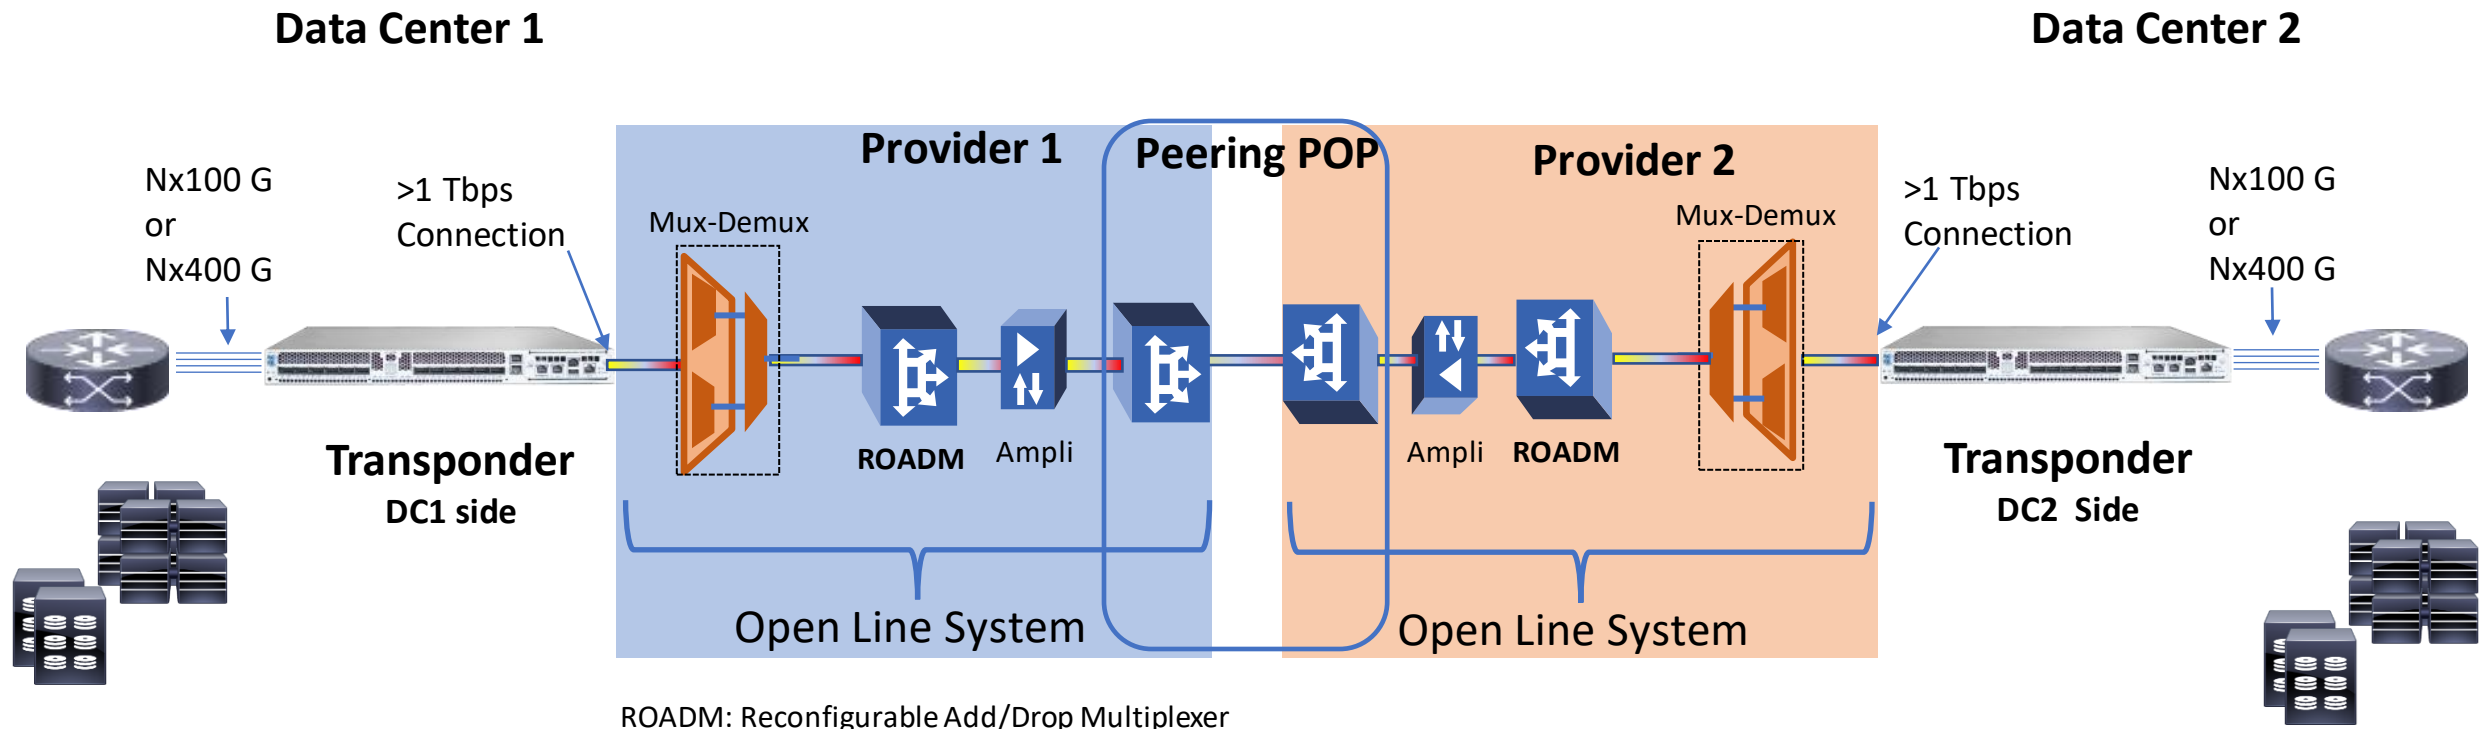 Data Center 1
Data Center 2
Provider 1
Peering POP
Provider 2
Nx100 G
or
Nx400 G
>1 Tbps
Connection
Mux-Demux
Mux-Demux
>1 Tbps
Connection
Nx100 G
or
Nx400 G
ROADM
Ampli
Ampli
ROADM
Transponder
DC1 side
Transponder
DC2 Side
Open Line System
Open Line System
ROADM: Reconfigurable Add/Drop Multiplexer